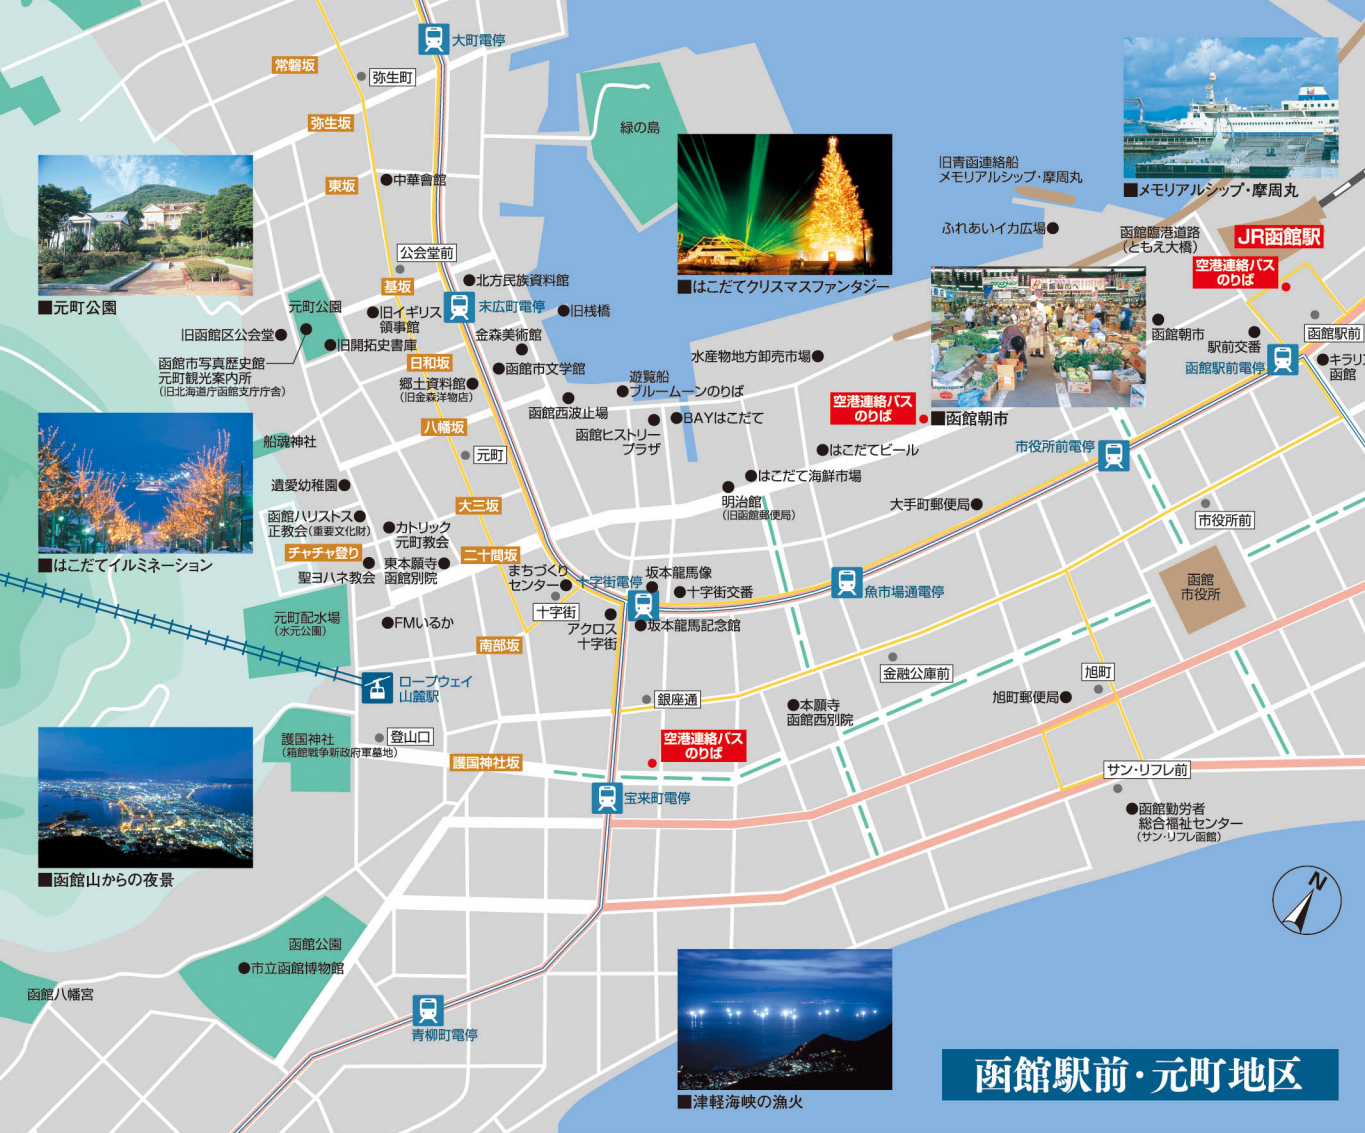 大町電停
常磐坂
弥生町
弥生坂
緑の島
中華會館
東坂
旧青函連絡船
メモリアルシップ・摩周丸
■メモリアルシップ・摩周丸
ふれあいイカ広場
函館臨港道路
（ともえ大橋）
JR函館駅
空港連絡バス
のりば
公会堂前
基坂
北方民族資料館
■はこだてクリスマスファンタジー
■元町公園
元町公園
旧イギリス
領事館
末広町電停
旧桟橋
函館朝市
駅前交番
函館駅前
旧函館区公会堂
旧開拓史書庫
金森美術館
函館市写真歴史館
元町観光案内所
（旧北海道庁函館支庁庁舎）
日和坂
函館市文学館
水産物地方卸売市場
函館駅前電停
キラリス
函館
郷土資料館
（旧金森洋物店）
遊覧船
ブルームーンのりば
空港連絡バス
のりば
■函館朝市
函館西波止場
BAYはこだて
八幡坂
函館ヒストリー
プラザ
船魂神社
元町
はこだてビール
市役所前電停
遺愛幼稚園
はこだて海鮮市場
明治館
（旧函館郵便局）
大手町郵便局
大三坂
函館ハリストス
正教会（重要文化財）
カトリック
元町教会
市役所前
チャチャ登り
二十間坂
■はこだてイルミネーション
聖ヨハネ教会
東本願寺
函館別院
まちづくり
センター
十字街電停
坂本龍馬像
十字街交番
魚市場通電停
函館
市役所
十字街
元町配水場
（水元公園）
FMいるか
アクロス
十字街
坂本龍馬記念館
南部坂
金融公庫前
旭町
ロープウェイ
山麓駅
銀座通
本願寺
函館西別院
旭町郵便局
護国神社
（箱館戦争新政府軍墓地）
登山口
空港連絡バス
のりば
護国神社坂
サン・リフレ前
宝来町電停
函館勤労者
総合福祉センター
（サン・リフレ函館）
■函館山からの夜景
N
函館公園
市立函館博物館
函館八幡宮
青柳町電停
■津軽海峡の漁火
函館駅前・元町地区